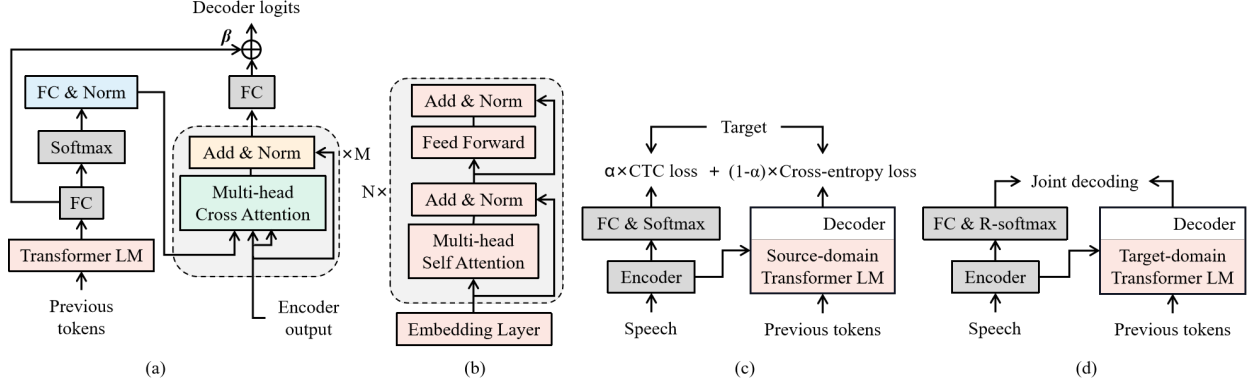 Decoder logits
β
FC & Norm
FC
Softmax
Add & Norm
×M
Multi-head
Cross Attention
FC
Transformer LM
Previous
tokens
Encoder
output
(a)
Add & Norm
Feed Forward
N×
Add & Norm
Multi-head
Self Attention
Embedding Layer
(b)
Target
α×CTC loss + (1-α)×Cross-entropy loss
FC & Softmax
Decoder
Encoder
Source-domain
Transformer LM
Speech
Previous tokens
(c)
Joint decoding
FC & R-softmax
Decoder
Encoder
Target-domain
Transformer LM
Speech
Previous tokens
(d)